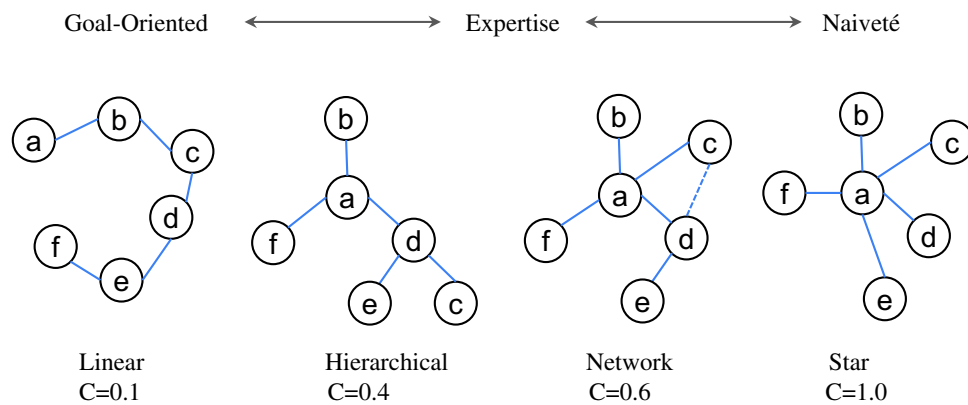 Goal-Oriented Expertise Naiveté
a b c d e f
b a f d e c
b c a f d e
b c f a d e
Linear Hierarchical Network Star
C=0.1 C=0.4 C=0.6 C=1.0